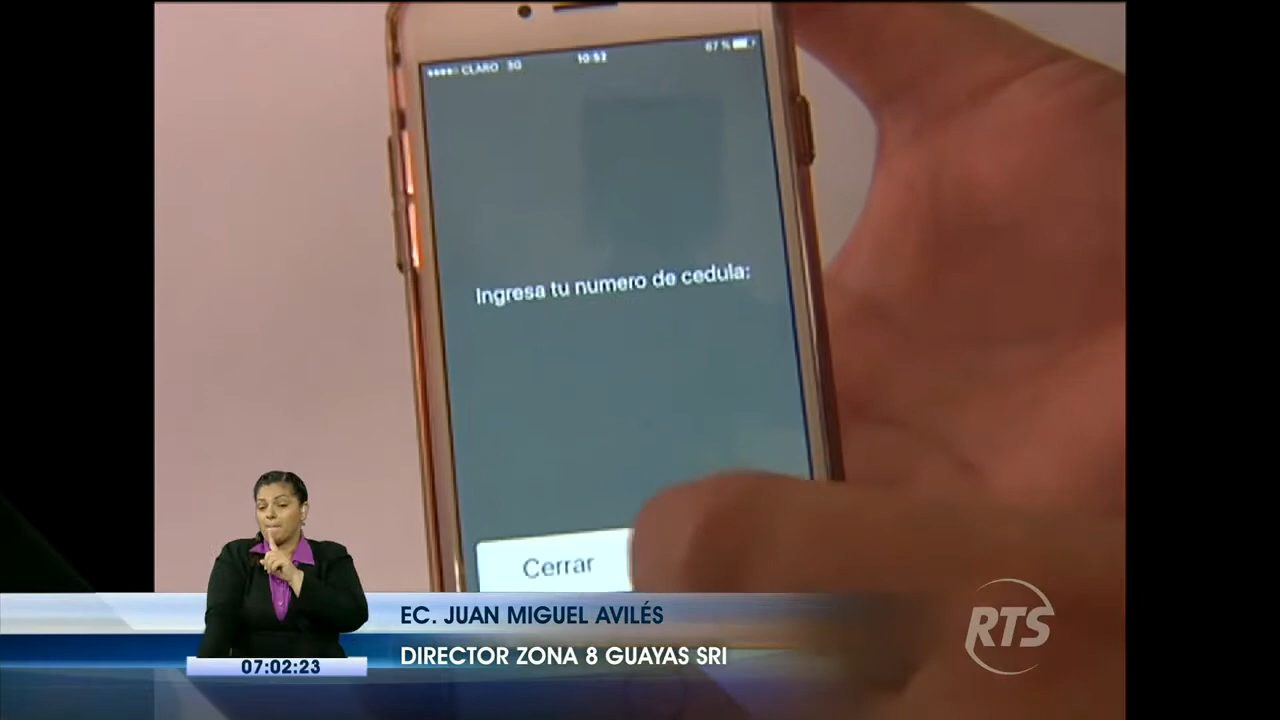 CLARO 3G 10:52 67 %
Ingresa tu numero de cedula:
Cerrar
EC. JUAN MIGUEL AVILÉS
DIRECTOR ZONA 8 GUAYAS SRI
07:02:23
RTS